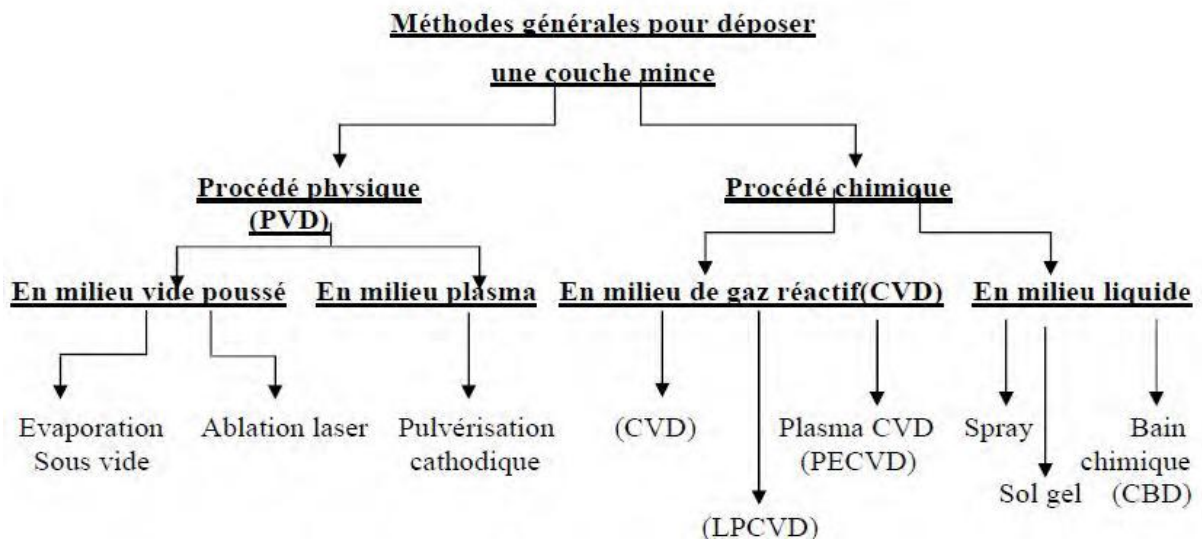 Méthodes générales pour déposer
une couche mince
Procédé physique
(PVD)
Procédé chimique
En milieu vide poussé
En milieu plasma
En milieu de gaz réactif(CVD)
En milieu liquide
Evaporation
Sous vide
Ablation laser
Pulvérisation
cathodique
(CVD)
(LPCVD)
Plasma CVD
(PECVD)
Spray
Sol gel
Bain
chimique
(CBD)